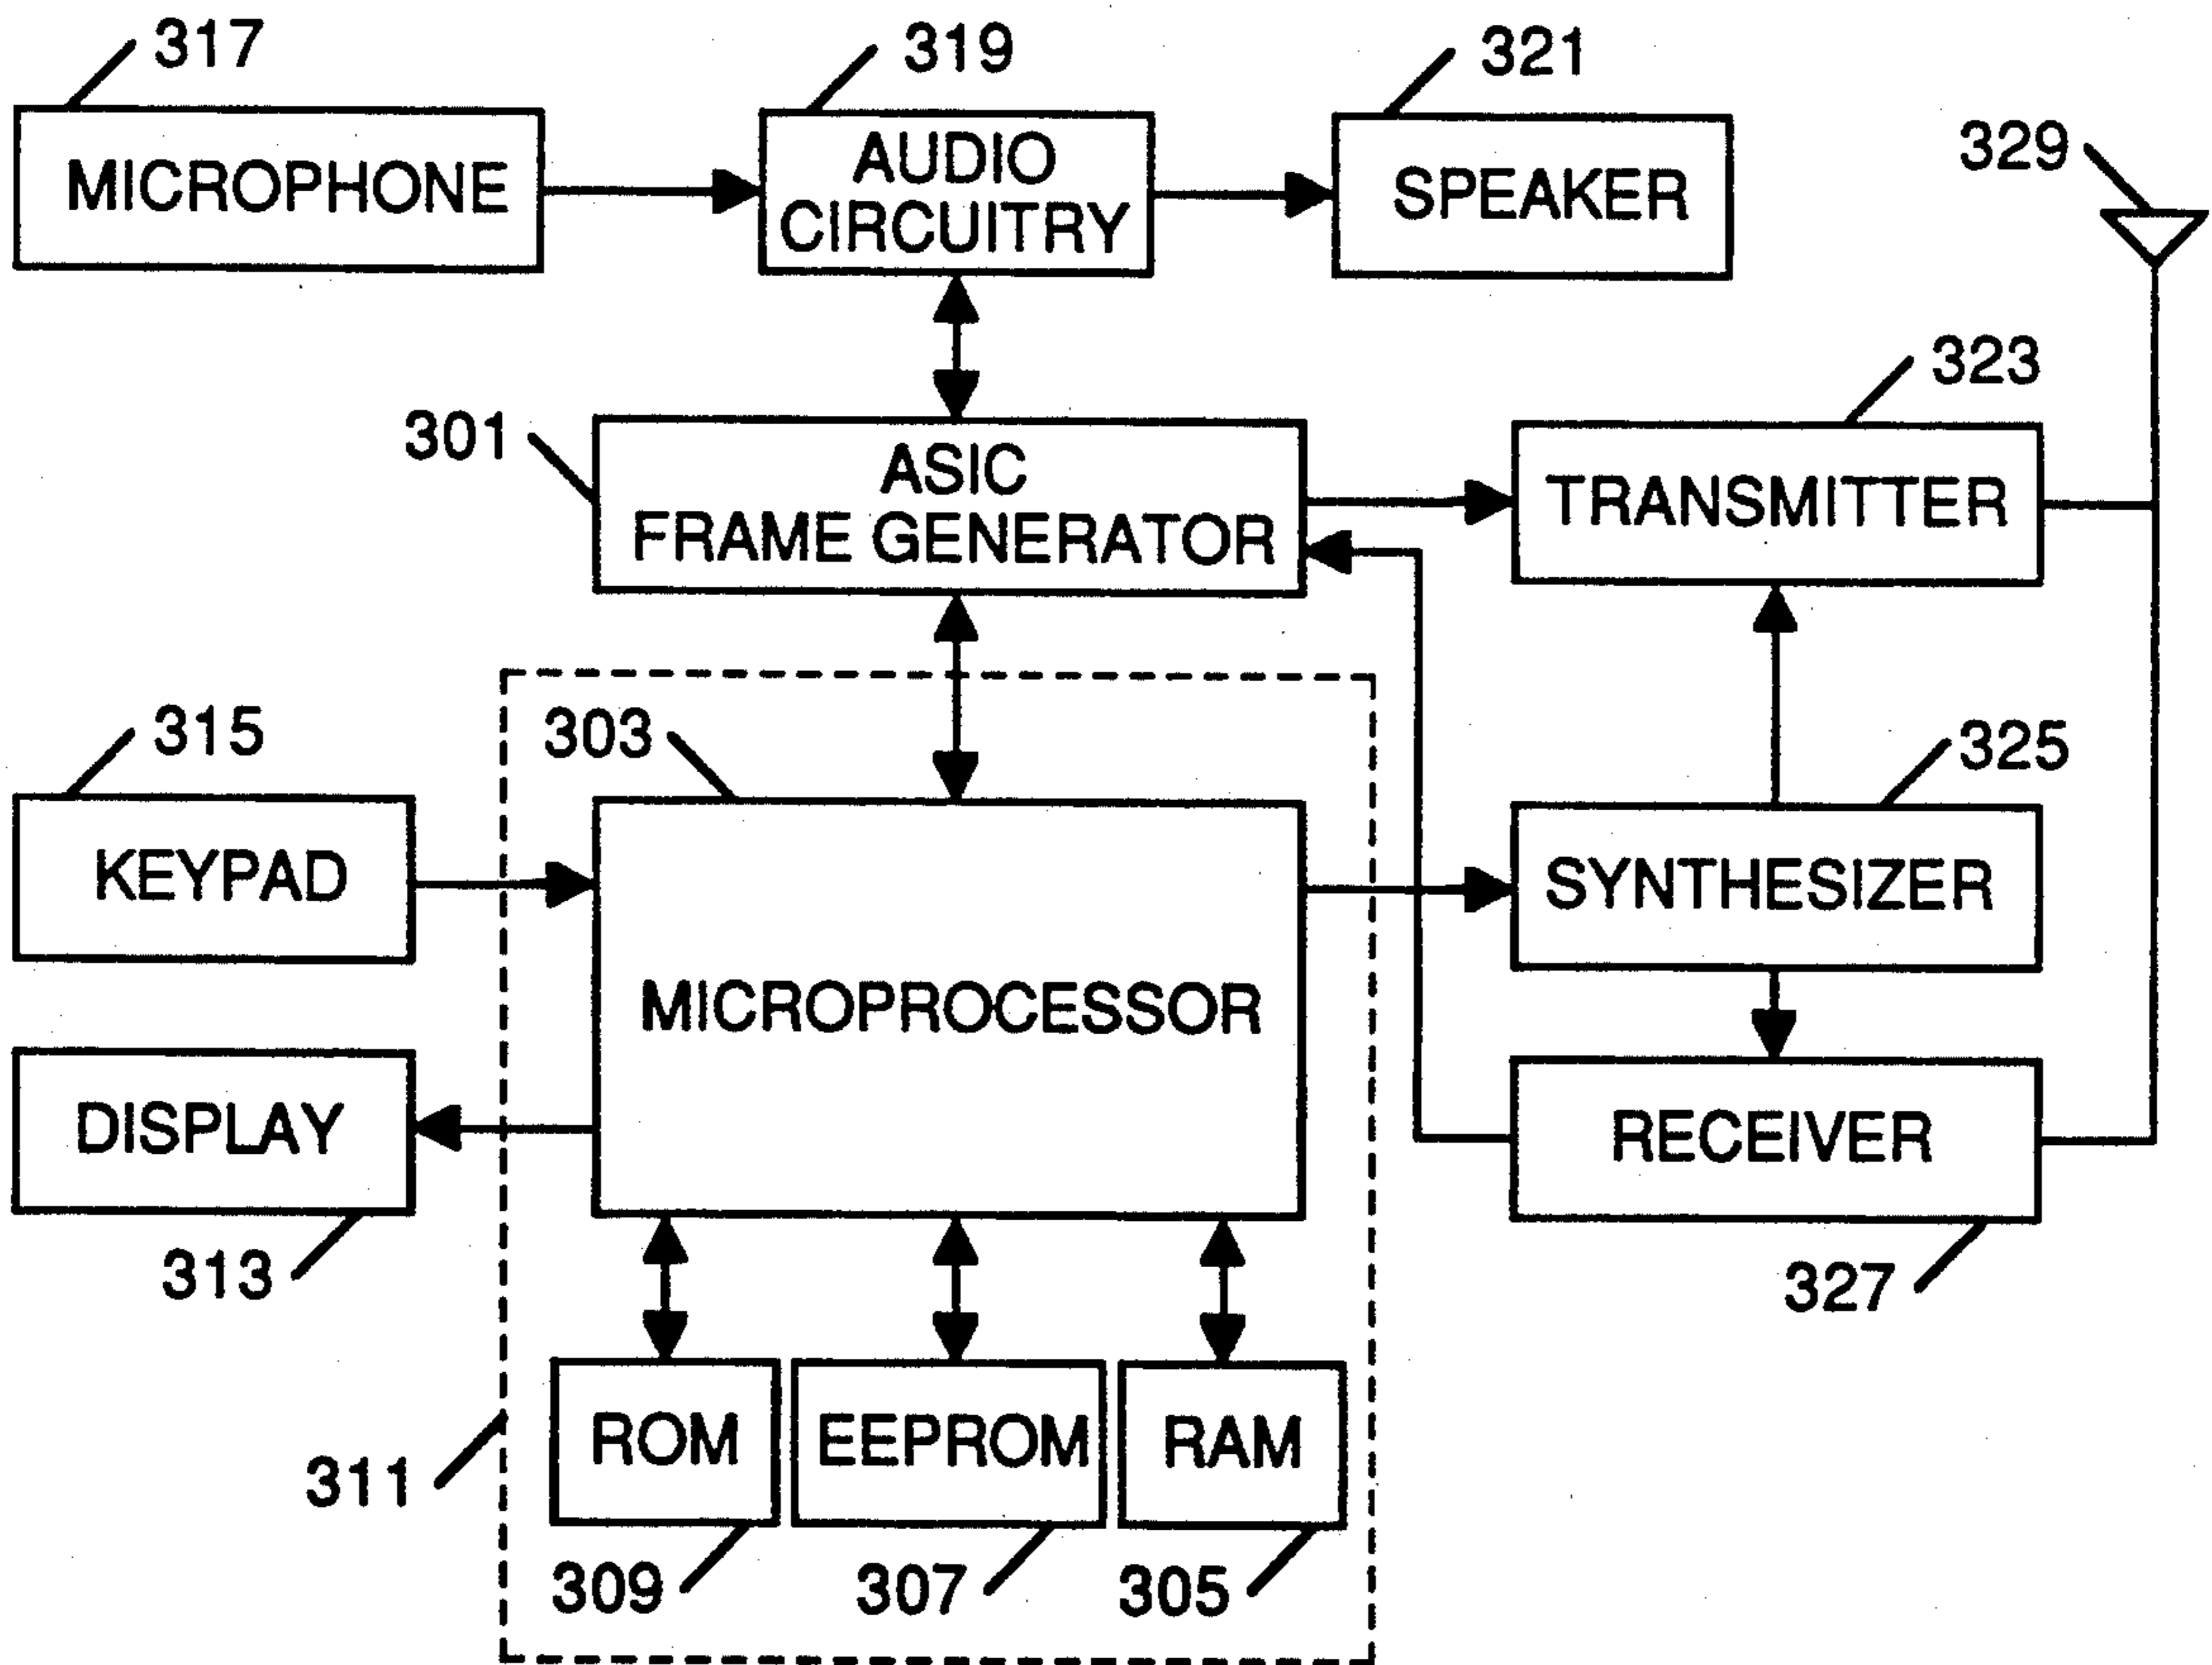 317
319
321
329
MICROPHONE
AUDIO
CIRCUITRY
SPEAKER
323
301
ASIC
FRAME GENERATOR
TRANSMITTER
315
303
325
KEYPAD
SYNTHESIZER
MICROPROCESSOR
DISPLAY
RECEIVER
313
327
ROM
EEPROM
RAM
311
309
307
305